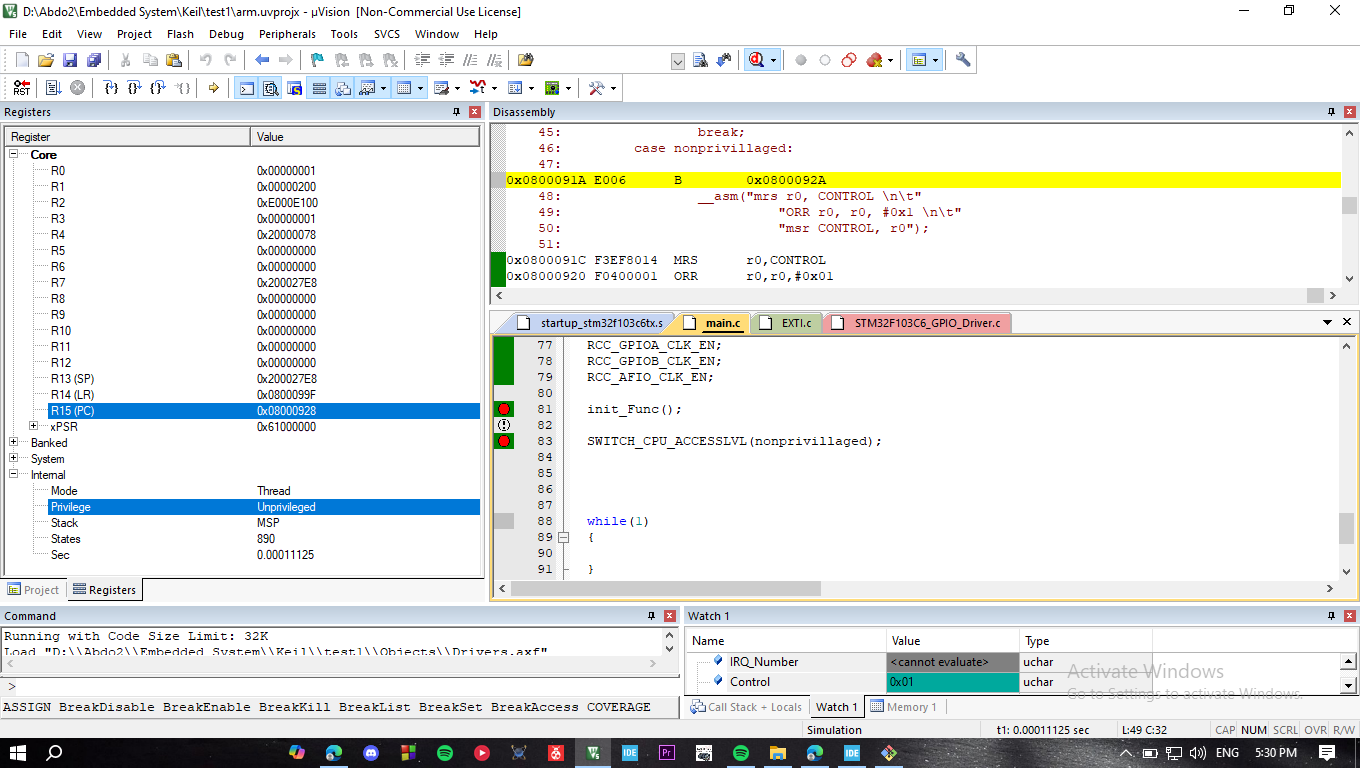 D:\Abdo2\Embedded System\Keil\test1\arm.uvprojx - µVision [Non-Commercial Use License]
File Edit View Project Flash Debug Peripherals Tools SVCS Window Help
Registers
Register Value
Core
R0 0x00000001
R1 0x00000200
R2 0xE000E100
R3 0x00000001
R4 0x20000078
R5 0x00000000
R6 0x00000000
R7 0x200027E8
R8 0x00000000
R9 0x00000000
R10 0x00000000
R11 0x00000000
R12 0x00000000
R13 (SP) 0x200027E8
R14 (LR) 0x0800099F
R15 (PC) 0x08000928
xPSR 0x61000000
Banked
System
Internal
Mode Thread
Privilege Unprivileged
Stack MSP
States 890
Sec 0.00011125
Project Registers
Disassembly
45: break;
46: case nonprivillaged:
47:
0x0800091A E006 B 0x0800092A
48: __asm("mrs r0, CONTROL \n\t"
49: "ORR r0, r0, #0x1 \n\t"
50: "msr CONTROL, r0");
51:
0x0800091C F3EF8014 MRS r0,CONTROL
0x08000920 F0400001 ORR r0,r0,#0x01
startup_stm32f103c6tx.s main.c EXTI.c STM32F103C6_GPIO_Driver.c
77 RCC_GPIOA_CLK_EN;
78 RCC_GPIOB_CLK_EN;
79 RCC_AFIO_CLK_EN;
80
81 init_Func();
82
83 SWITCH_CPU_ACCESSLVL(nonprivillaged);
84
85
86
87
88 while(1)
89 {
90
91 }
Command
Running with Code Size Limit: 32K
Load "D:\\Abdo2\\Embedded System\\Keil\\test1\\Objects\\Drivers.axf"
>
ASSIGN BreakDisable BreakEnable BreakKill BreakList BreakSet BreakAccess COVERAGE
Watch 1
Name Value Type
IRQ_Number <cannot evaluate> uchar
Control 0x01 uchar
Call Stack + Locals Watch 1 Memory 1
Activate Windows
Go to Settings to activate Windows.
Simulation t1: 0.00011125 sec L:49 C:32 CAP NUM SCRL OVR R/W
ENG 5:30 PM